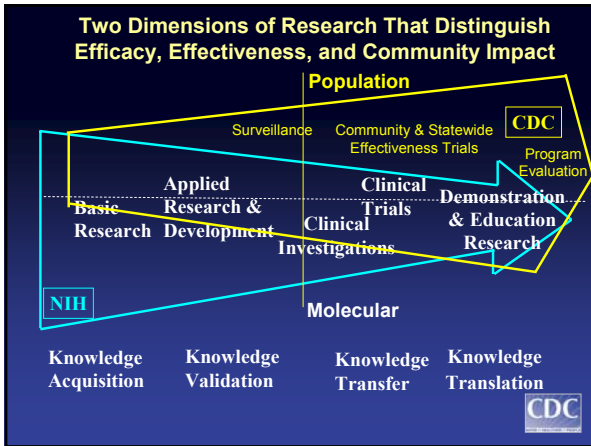 Two Dimensions of Research That Distinguish
Efficacy, Effectiveness, and Community Impact
Population
CDC
Surveillance
Community & Statewide
Effectiveness Trials
Program
Evaluation
Basic
Research
Applied
Research &
Development
Clinical
Investigations
Clinical
Trials
Demonstration
& Education
Research
NIH
Molecular
Knowledge
Acquisition
Knowledge
Validation
Knowledge
Transfer
Knowledge
Translation
CDC